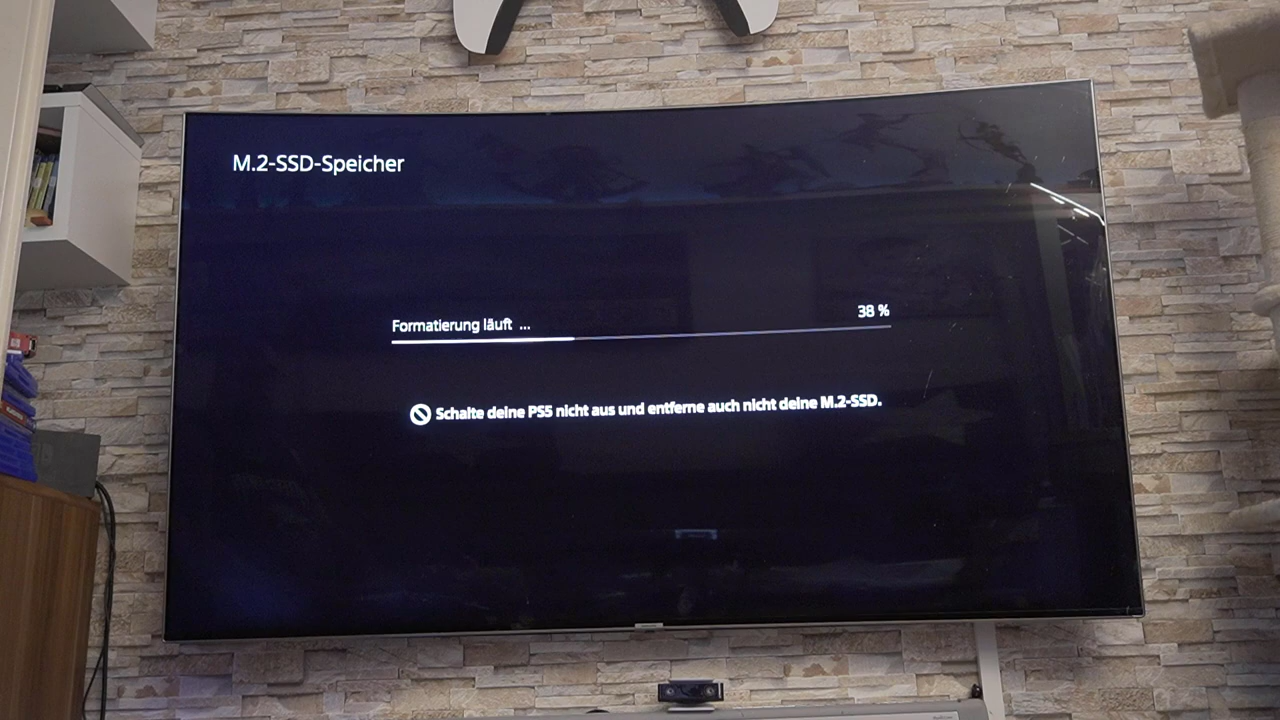 M.2-SSD-Speicher
38 %
Formatierung läuft ...
Schalte deine PS5 nicht aus und entferne auch nicht deine M.2-SSD.